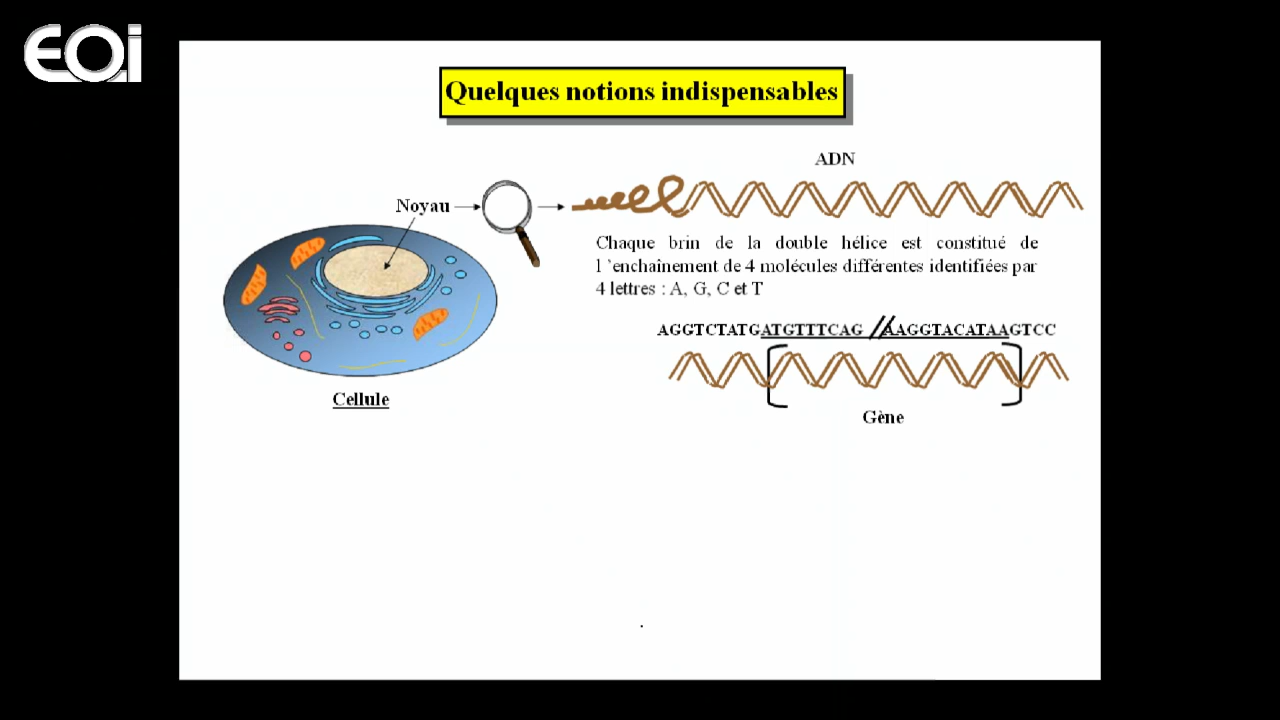 EOi
Quelques notions indispensables
ADN
Noyau
Chaque brin de la double hélice est constitué de
l 'enchaînement de 4 molécules différentes identifiées par
4 lettres : A, G, C et T
AGGTCTATGATGTTTCAG //AAGGTACATAAGTCC
Cellule
Gène